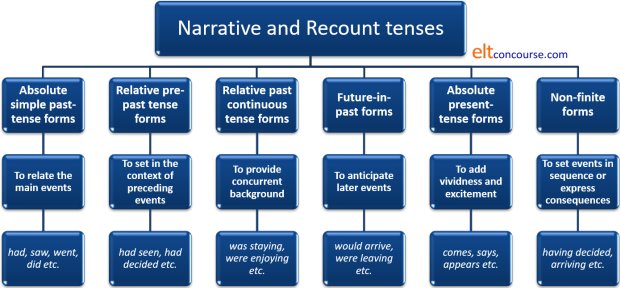 Narrative and Recount tenses
eltconcourse.com
Absolute
simple past-
tense forms
Relative pre-
past tense
forms
Relative past
continuous
tense forms
Future-in-
past forms
Absolute
present-
tense forms
Non-finite
forms
To relate the
main events
To set in the
context of
preceding
events
To provide
concurrent
background
To anticipate
later events
To add
vividness and
excitement
To set events in
sequence or
express
consequences
had, saw, went,
did etc.
had seen, had
decided etc.
was staying,
were enjoying
etc.
would arrive,
were leaving
etc.
comes, says,
appears etc.
having decided,
arriving etc.